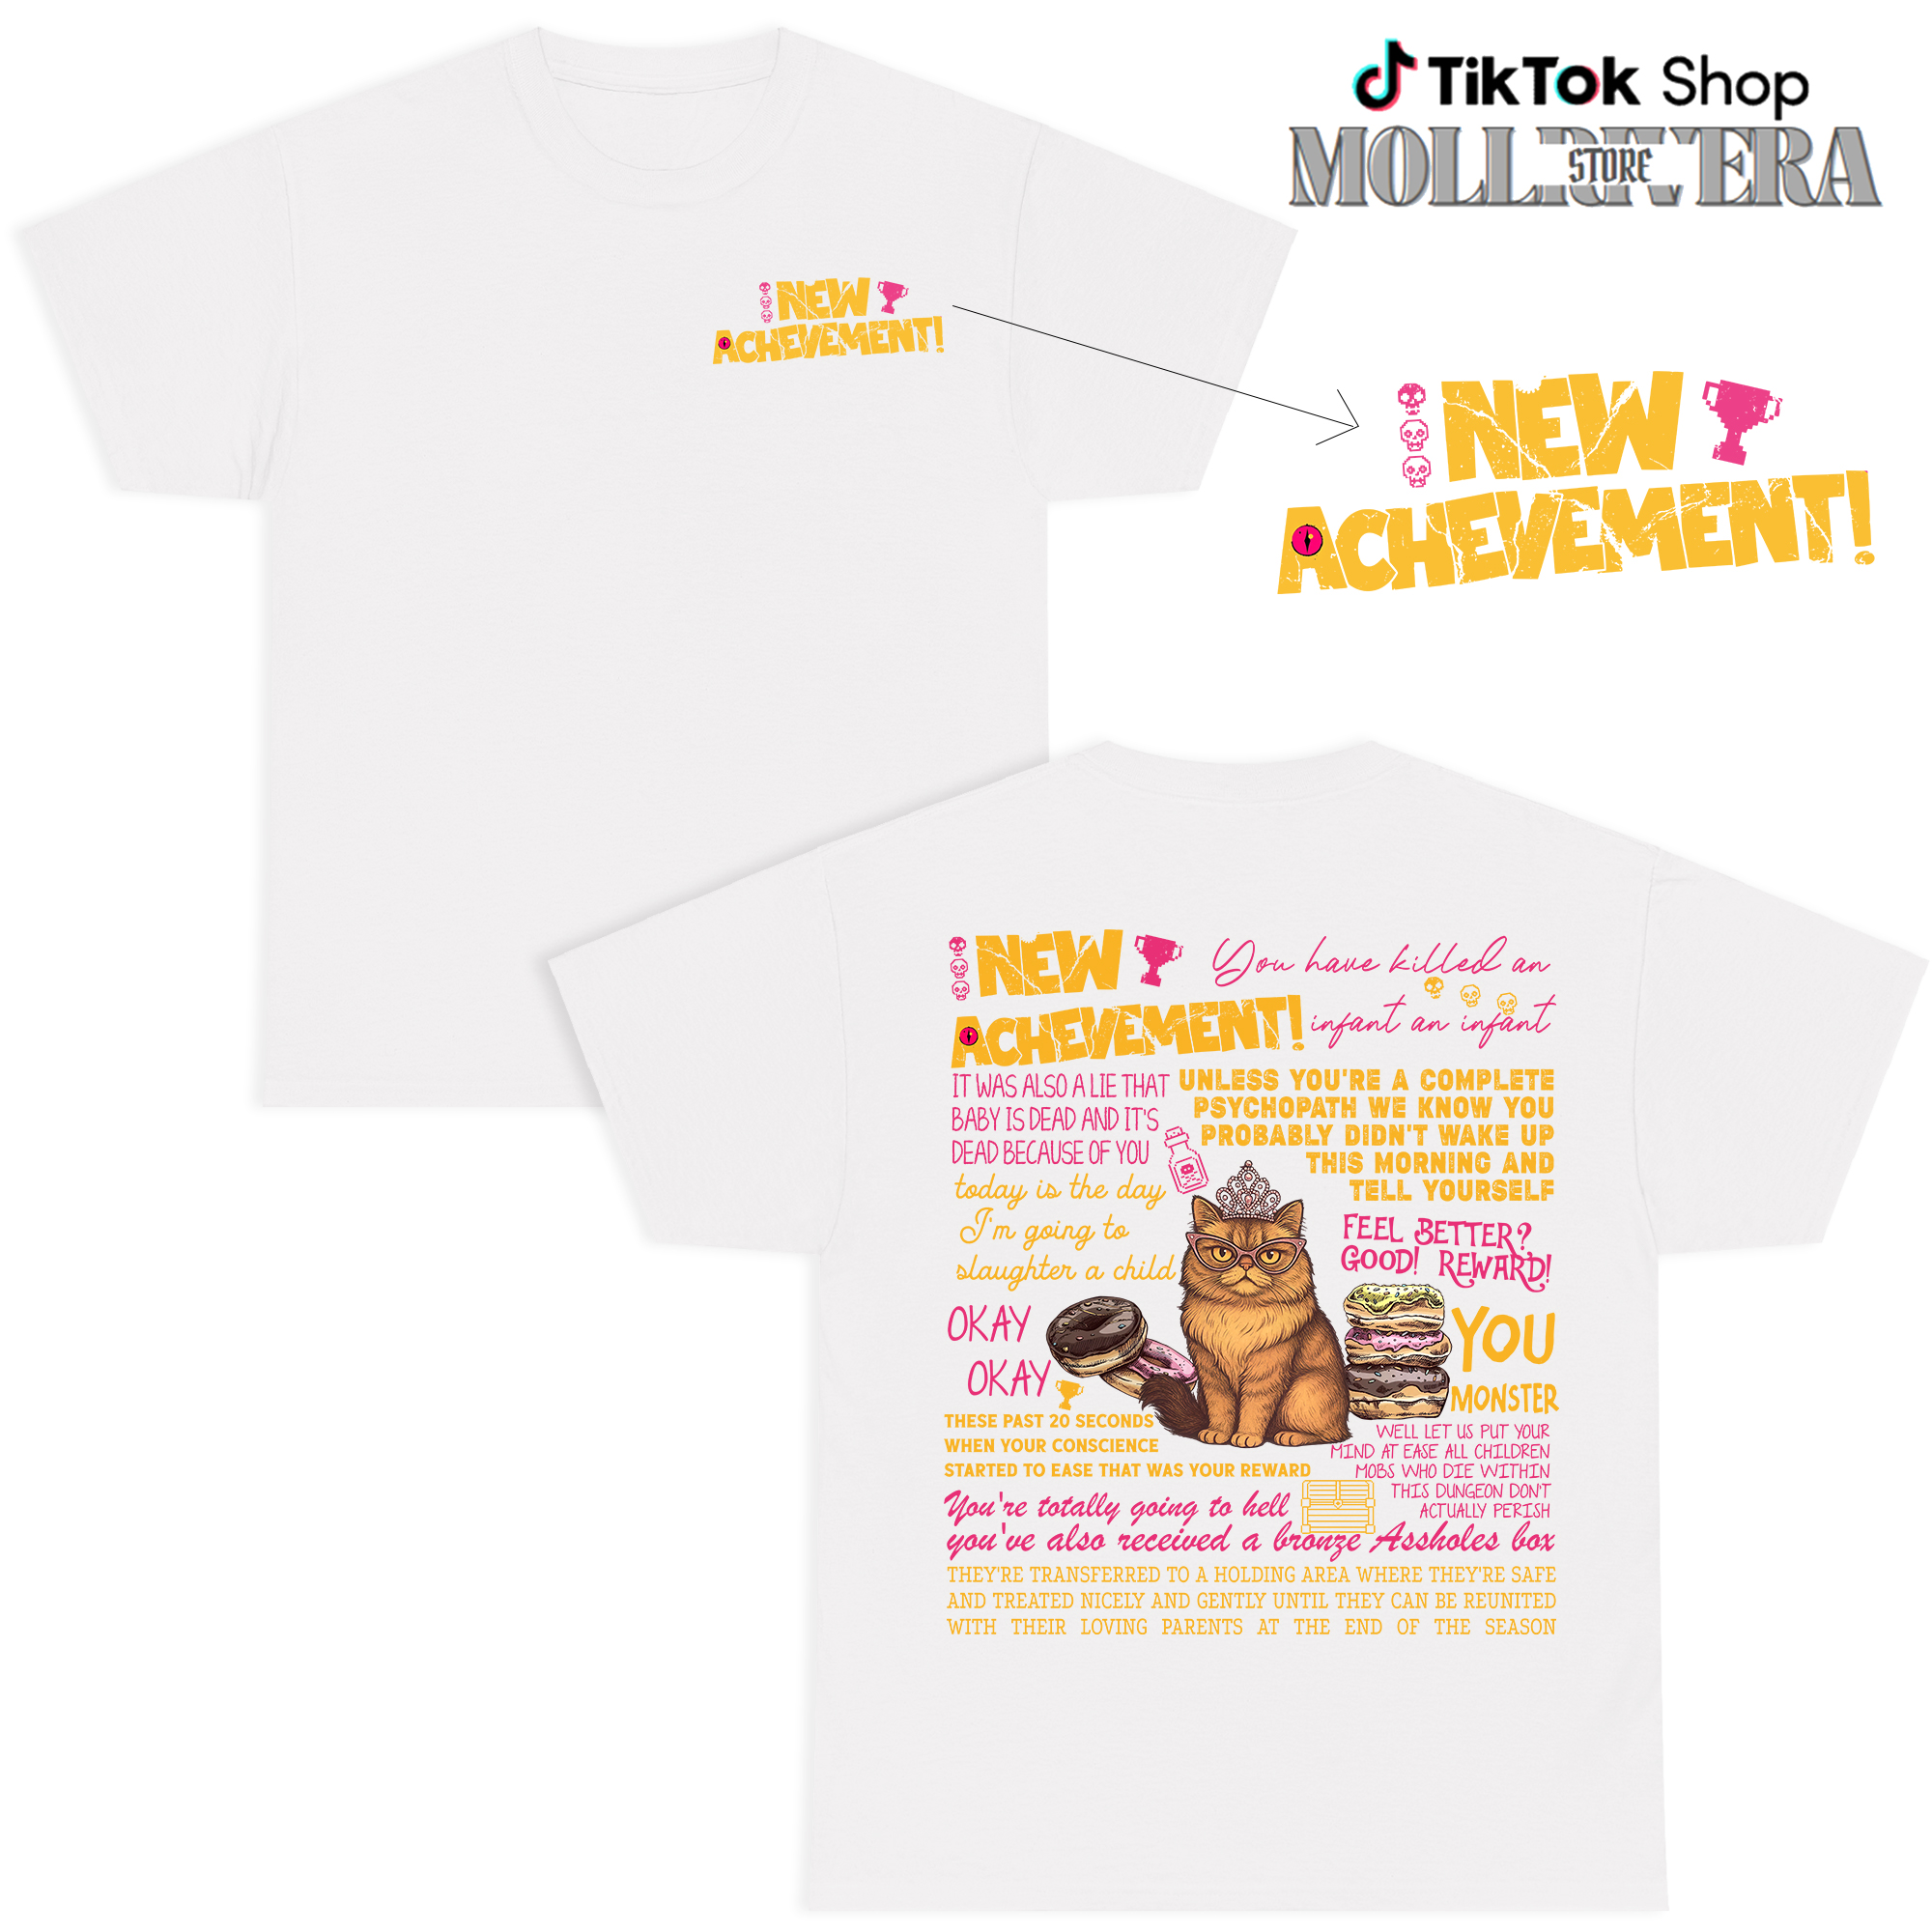 TikTok Shop
MOLLRIVERA
STORE
NEW
ACHEVEMENT!
NEW
ACHEVEMENT!
NEW
ACHEVEMENT!
You have killed an
infant an infant
IT WAS ALSO A LIE THAT
BABY IS DEAD AND IT'S
DEAD BECAUSE OF YOU
UNLESS YOU'RE A COMPLETE
PSYCHOPATH WE KNOW YOU
PROBABLY DIDN'T WAKE UP
THIS MORNING AND
TELL YOURSELF
today is the day
I'm going to
slaughter a child
FEEL BETTER?
GOOD! REWARD!
OKAY
OKAY
YOU
MONSTER
THESE PAST 20 SECONDS
WHEN YOUR CONSCIENCE
STARTED TO EASE THAT WAS YOUR REWARD
WELL LET US PUT YOUR
MIND AT EASE ALL CHILDREN
MOBS WHO DIE WITHIN
THIS DUNGEON DON'T
ACTUALLY PERISH
You're totally going to hell
you've also received a bronze Assholes box
THEY'RE TRANSFERRED TO A HOLDING AREA WHERE THEY'RE SAFE
AND TREATED NICELY AND GENTLY UNTIL THEY CAN BE REUNITED
WITH THEIR LOVING PARENTS AT THE END OF THE SEASON